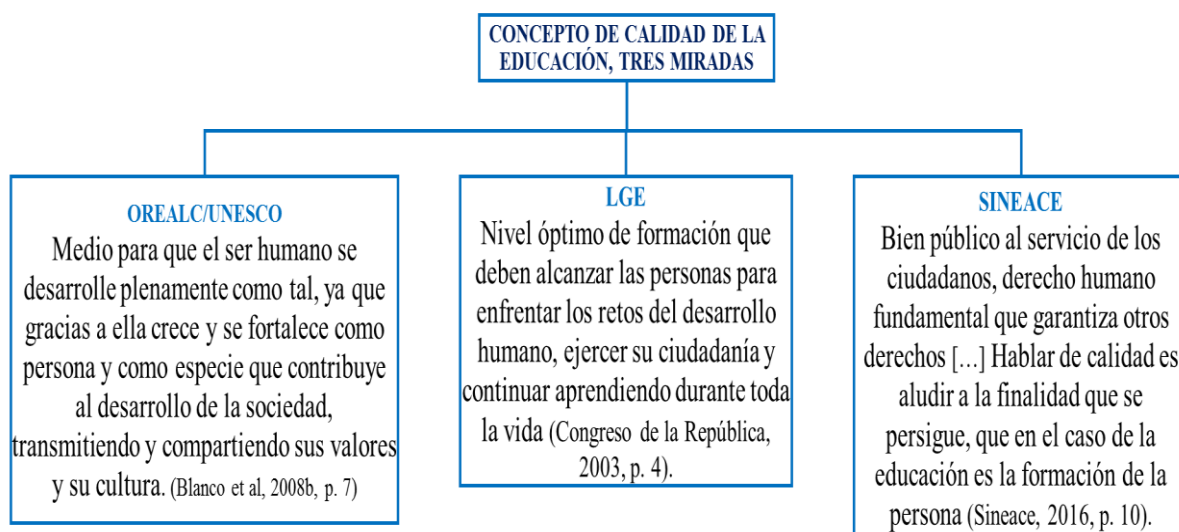 CONCEPTO DE CALIDAD DE LA
EDUCACIÓN, TRES MIRADAS
OREALC/UNESCO
Medio para que el ser humano se
desarrolle plenamente como tal, ya que
gracias a ella crece y se fortalece como
persona y como especie que contribuye
al desarrollo de la sociedad,
transmitiendo y compartiendo sus valores
y su cultura. (Blanco et al, 2008b, p. 7)
LGE
Nivel óptimo de formación que
deben alcanzar las personas para
enfrentar los retos del desarrollo
humano, ejercer su ciudadanía y
continuar aprendiendo durante toda
la vida (Congreso de la República,
2003, p. 4).
SINEACE
Bien público al servicio de los
ciudadanos, derecho humano
fundamental que garantiza otros
derechos […] Hablar de calidad es
aludir a la finalidad que se
persigue, que en el caso de la
educación es la formación de la
persona (Sineace, 2016, p. 10).